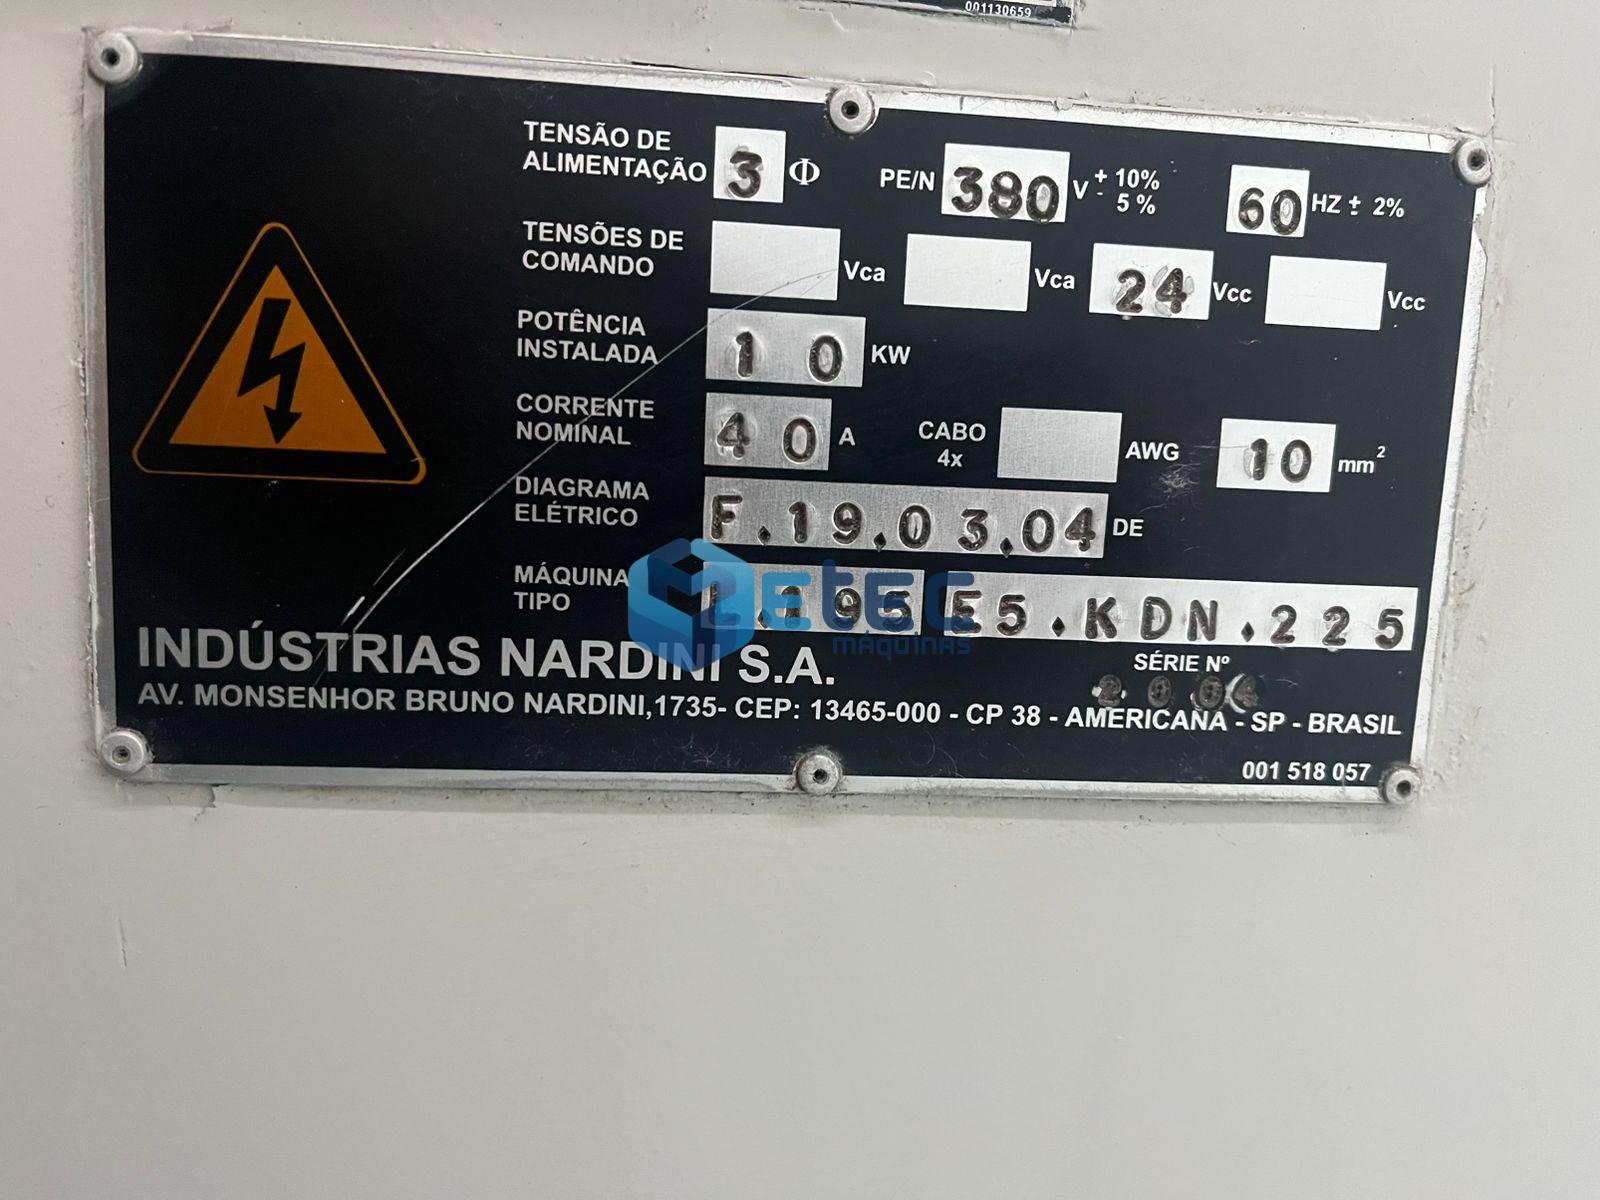 001130659
TENSÃO DE ALIMENTAÇÃO 3 Φ PE/N 380 V + 10% - 5 % 60 HZ ± 2%
TENSÕES DE COMANDO Vca Vca 24 Vcc Vcc
POTÊNCIA INSTALADA 10 KW
CORRENTE NOMINAL 40 A CABO 4x AWG 10 mm²
DIAGRAMA ELÉTRICO F.19.03.04 DE
MÁQUINA TIPO E5.KDN.225
METEC
máquinas
SÉRIE Nº
INDÚSTRIAS NARDINI S.A.
AV. MONSENHOR BRUNO NARDINI,1735- CEP: 13465-000 - CP 38 - AMERICANA - SP - BRASIL
001 518 057